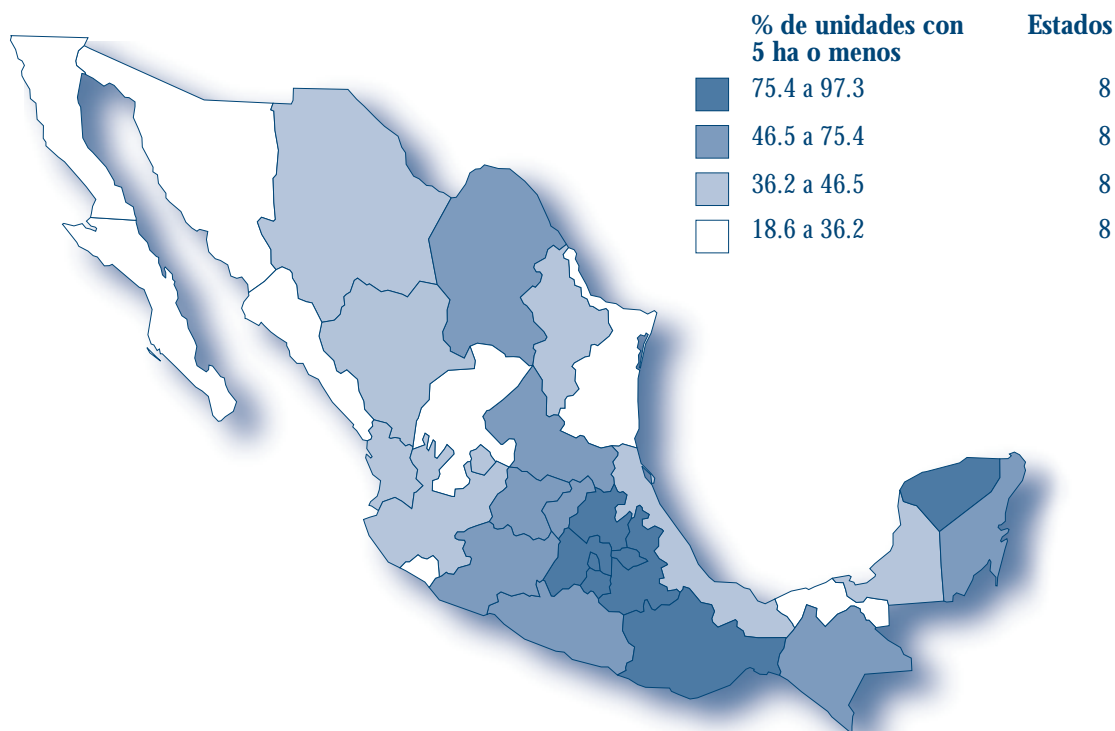 % de unidades con Estados
5 ha o menos
75.4 a 97.3 8
46.5 a 75.4 8
36.2 a 46.5 8
18.6 a 36.2 8